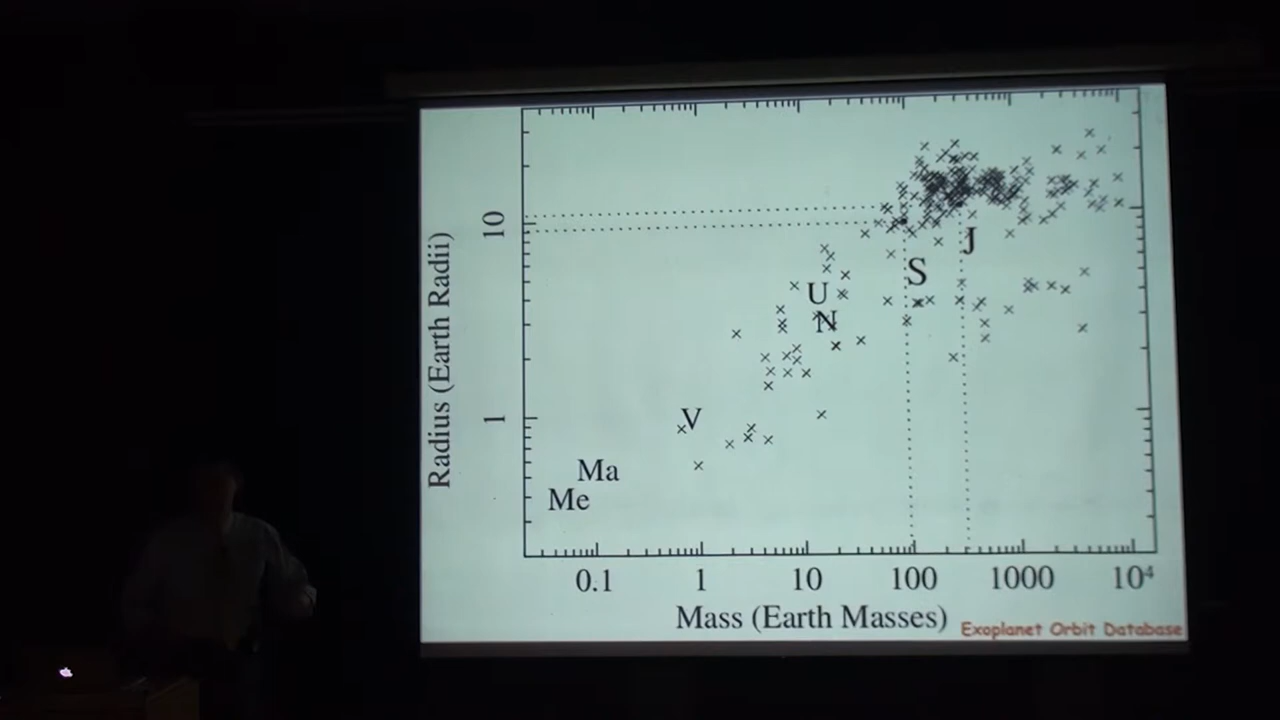 10
1
Radius (Earth Radii)
J
S
U
N
V
Ma
Me
0.1 1 10 100 1000 10⁴
Mass (Earth Masses)
Exoplanet Orbit Database